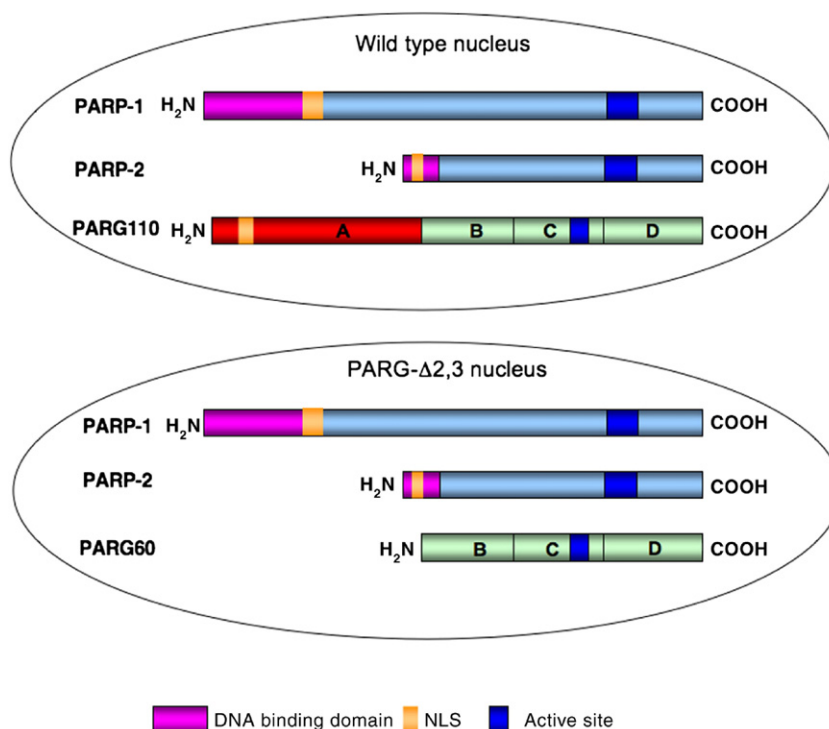 Wild type nucleus
PARP-1 H₂N COOH
PARP-2 H₂N COOH
PARG110 H₂N A B C D COOH
PARG-Δ2,3 nucleus
PARP-1 H₂N COOH
PARP-2 H₂N COOH
PARG60 H₂N B C D COOH
DNA binding domain NLS Active site